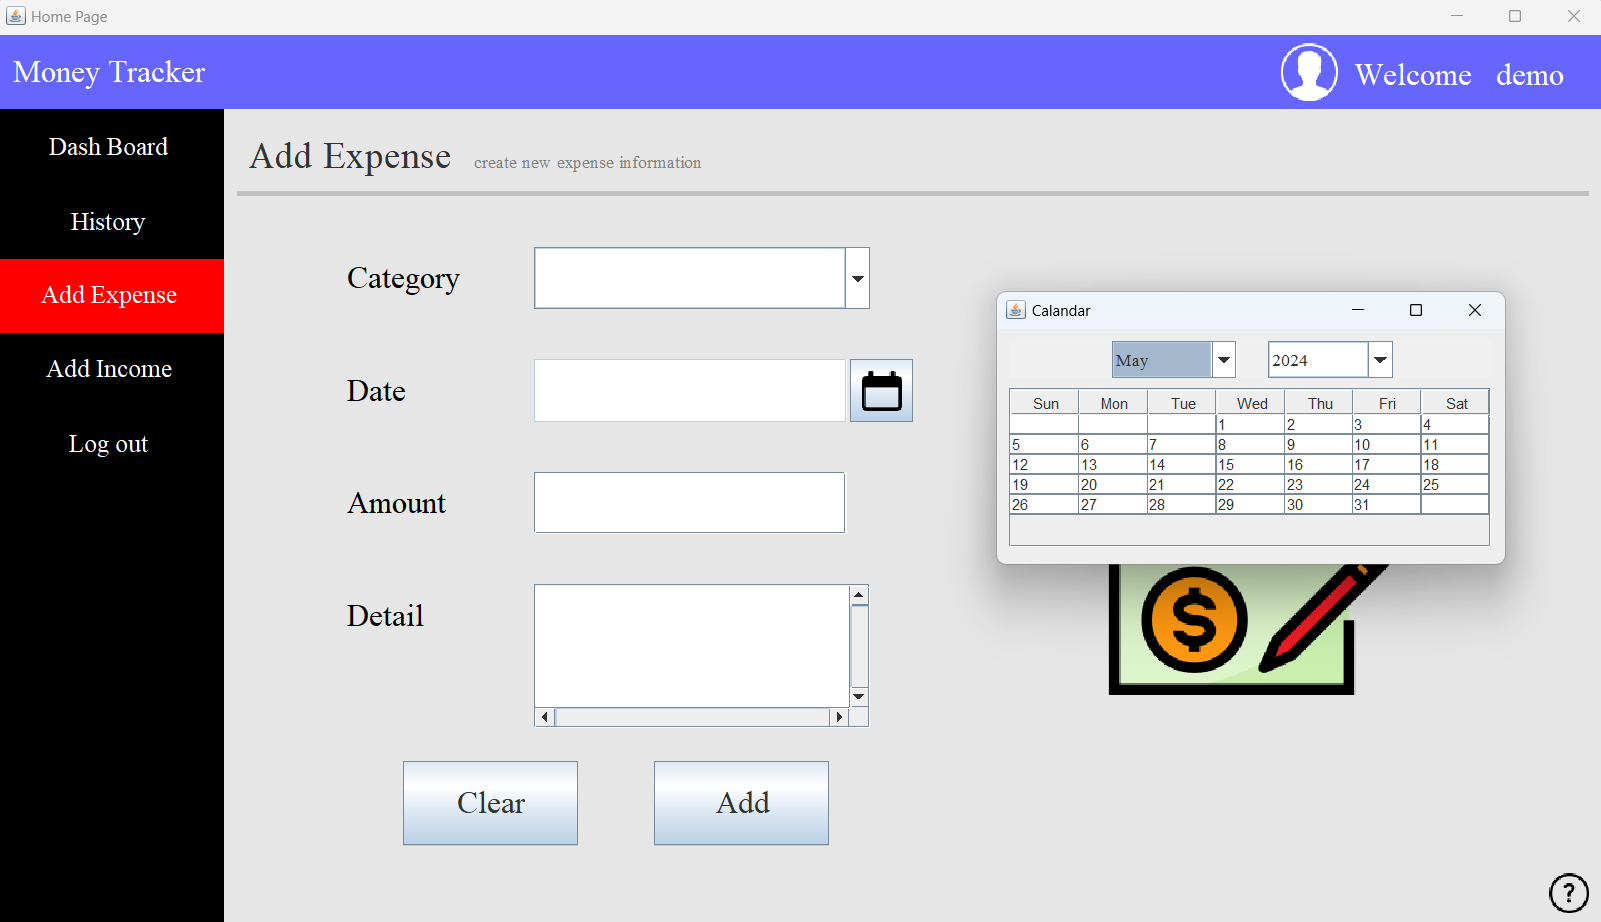 Home Page
Money Tracker
Welcome demo
Dash Board
History
Add Expense
Add Income
Log out
Add Expense create new expense information
Category
Date
Amount
Detail
Clear Add
Calandar
May 2024
Sun Mon Tue Wed Thu Fri Sat
1 2 3 4
5 6 7 8 9 10 11
12 13 14 15 16 17 18
19 20 21 22 23 24 25
26 27 28 29 30 31
$
?